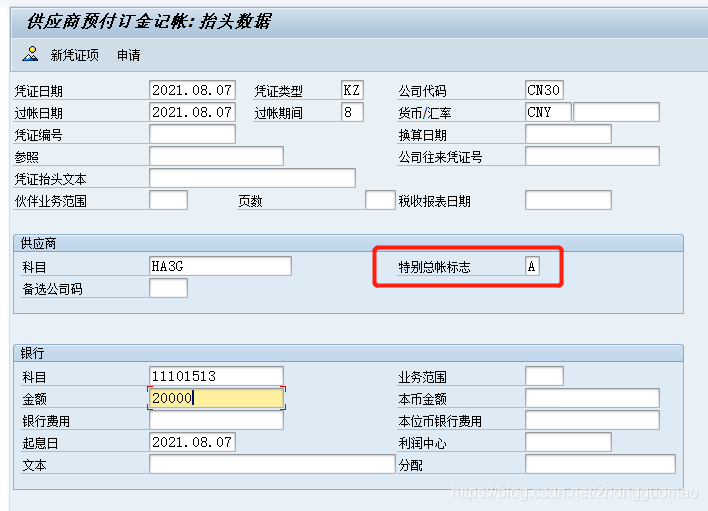 供应商预付订金记帐:抬头数据
新凭证项 申请
凭证日期 2021.08.07 凭证类型 KZ 公司代码 CN30
过帐日期 2021.08.07 过帐期间 8 货币/汇率 CNY
凭证编号 换算日期
参照 公司往来凭证号
凭证抬头文本
伙伴业务范围 页数 税收报表日期
供应商
科目 HA3G 特别总帐标志 A
备选公司码
银行
科目 11101513 业务范围
金额 20000 本币金额
银行费用 本位币银行费用
起息日 2021.08.07 利润中心
文本 分配
https://blog.csdn.net/zhongguomao